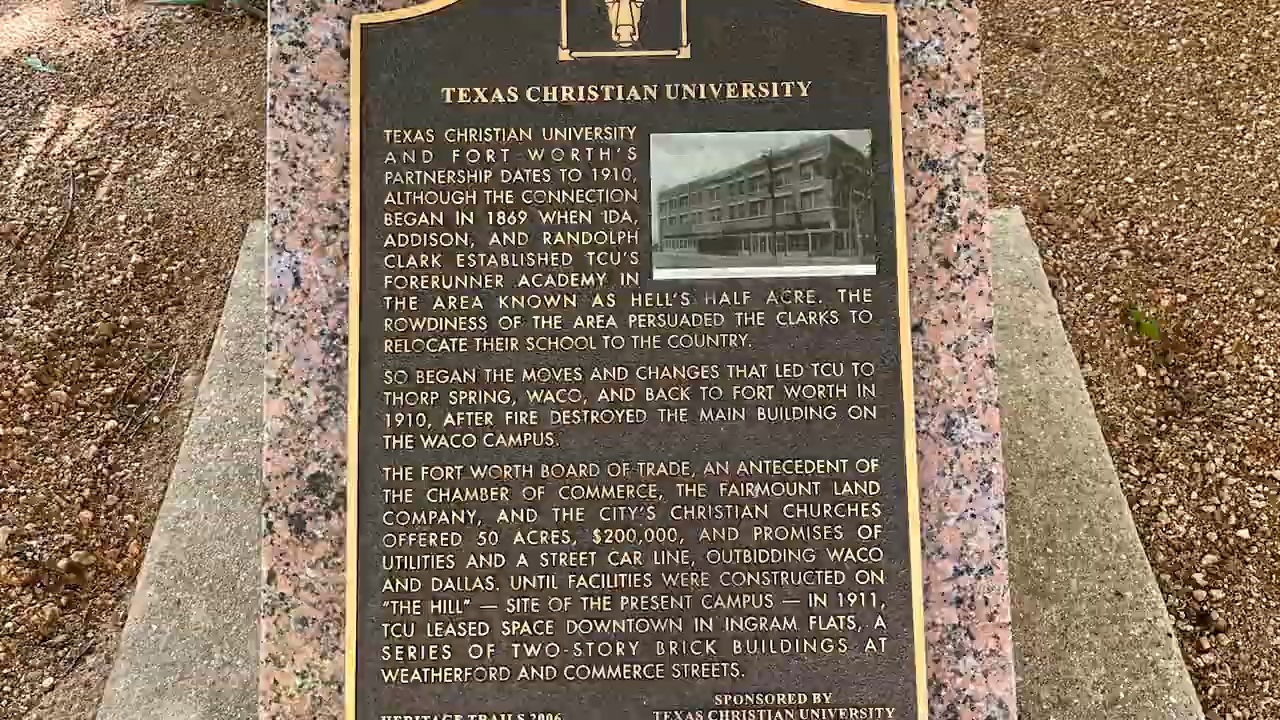 TEXAS CHRISTIAN UNIVERSITY
TEXAS CHRISTIAN UNIVERSITY
AND FORT WORTH'S
PARTNERSHIP DATES TO 1910,
ALTHOUGH THE CONNECTION
BEGAN IN 1869 WHEN IDA,
ADDISON, AND RANDOLPH
CLARK ESTABLISHED TCU'S
FORERUNNER ACADEMY IN
THE AREA KNOWN AS HELL'S HALF ACRE. THE
ROWDINESS OF THE AREA PERSUADED THE CLARKS TO
RELOCATE THEIR SCHOOL TO THE COUNTRY.
SO BEGAN THE MOVES AND CHANGES THAT LED TCU TO
THORP SPRING, WACO, AND BACK TO FORT WORTH IN
1910, AFTER FIRE DESTROYED THE MAIN BUILDING ON
THE WACO CAMPUS.
THE FORT WORTH BOARD OF TRADE, AN ANTECEDENT OF
THE CHAMBER OF COMMERCE, THE FAIRMOUNT LAND
COMPANY, AND THE CITY'S CHRISTIAN CHURCHES
OFFERED 50 ACRES, $200,000, AND PROMISES OF
UTILITIES AND A STREET CAR LINE, OUTBIDDING WACO
AND DALLAS. UNTIL FACILITIES WERE CONSTRUCTED ON
"THE HILL" — SITE OF THE PRESENT CAMPUS — IN 1911,
TCU LEASED SPACE DOWNTOWN IN INGRAM FLATS, A
SERIES OF TWO-STORY BRICK BUILDINGS AT
WEATHERFORD AND COMMERCE STREETS.
SPONSORED BY
HERITAGE TRAILS 2006 TEXAS CHRISTIAN UNIVERSITY